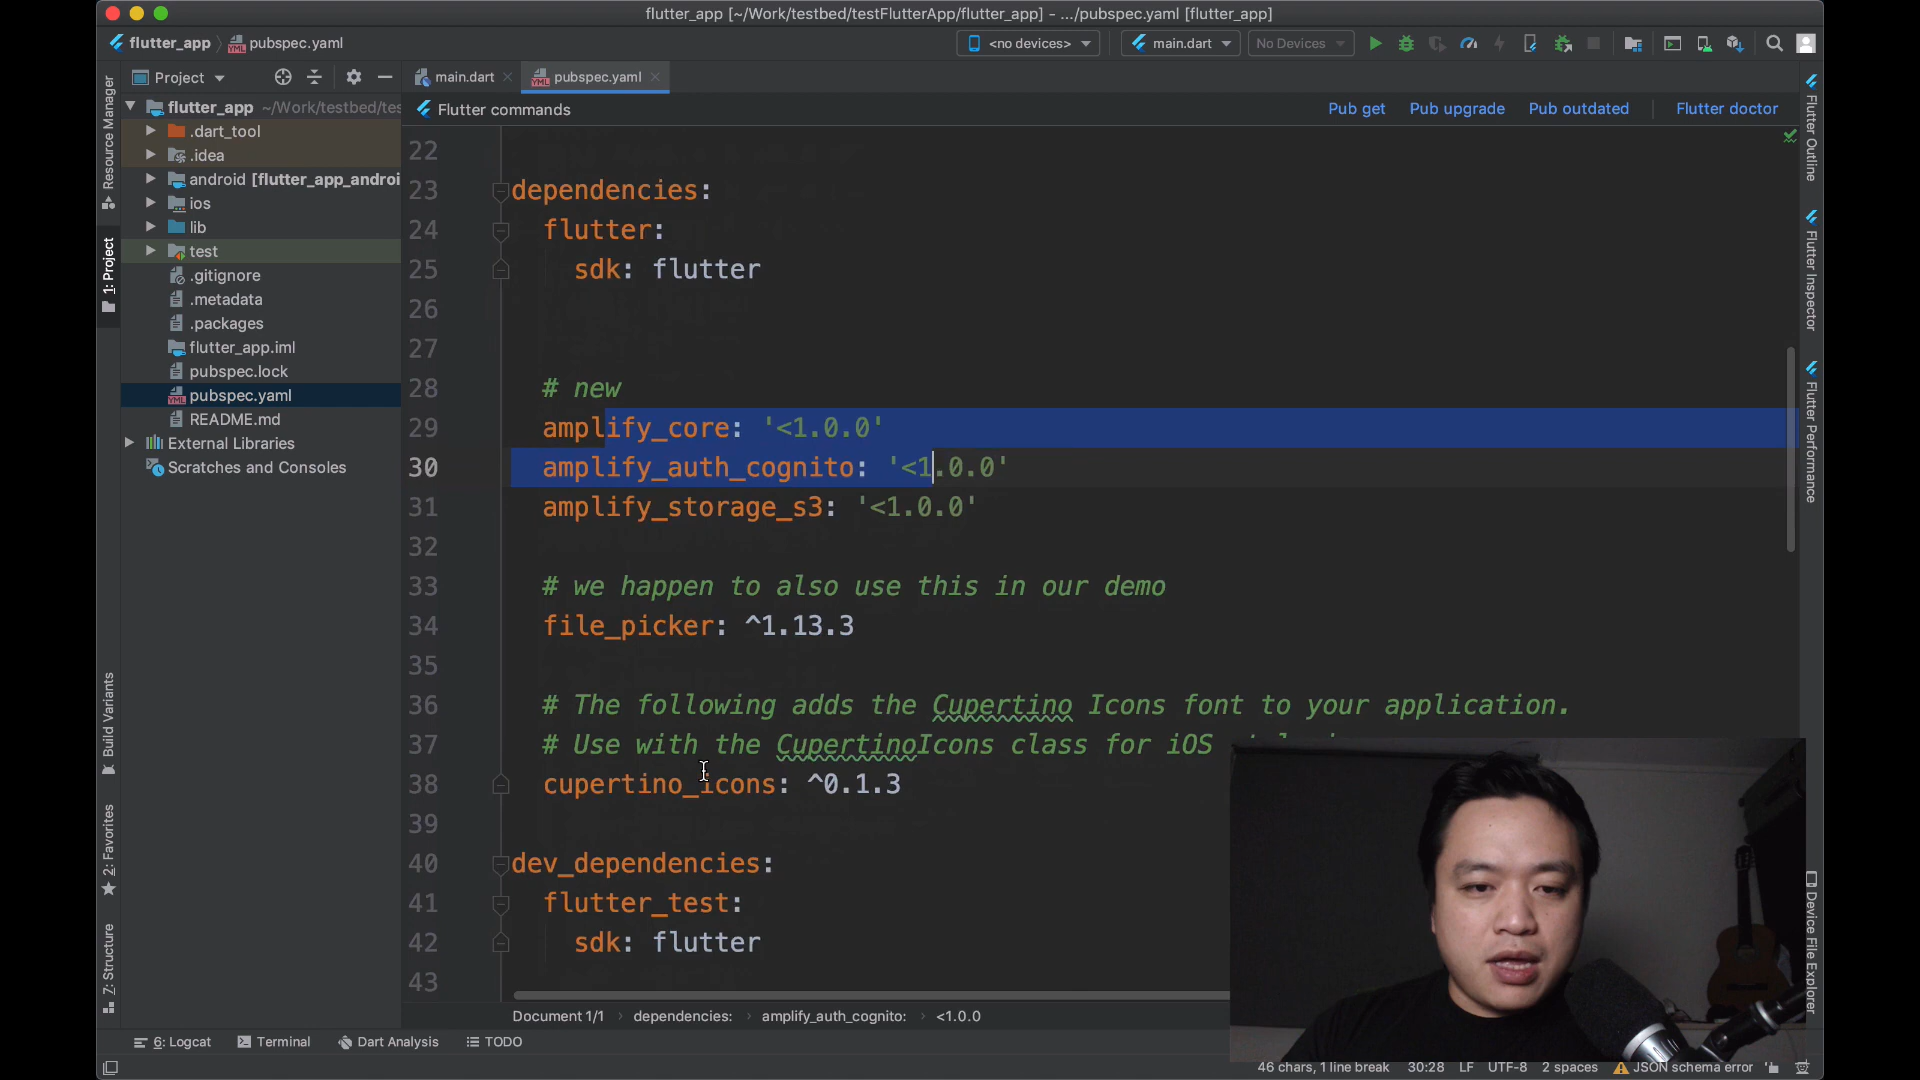 flutter_app [~/Work/testbed/testFlutterApp/flutter_app] - .../pubspec.yaml [flutter_app]
flutter_app pubspec.yaml <no devices> main.dart No Devices
Project main.dart pubspec.yaml
Flutter commands Pub get Pub upgrade Pub outdated Flutter doctor
flutter_app ~/Work/testbed/tes
.dart_tool
.idea
android [flutter_app_androi
ios
lib
test
.gitignore
.metadata
.packages
flutter_app.iml
pubspec.lock
pubspec.yaml
README.md
External Libraries
Scratches and Consoles
Resource Manager
1: Project
Build Variants
2: Favorites
7: Structure
22
23 dependencies:
24 flutter:
25 sdk: flutter
26
27
28 # new
29 amplify_core: '<1.0.0'
30 amplify_auth_cognito: '<1.0.0'
31 amplify_storage_s3: '<1.0.0'
32
33 # we happen to also use this in our demo
34 file_picker: ^1.13.3
35
36 # The following adds the Cupertino Icons font to your application.
37 # Use with the CupertinoIcons class for iOS
38 cupertino_icons: ^0.1.3
39
40 dev_dependencies:
41 flutter_test:
42 sdk: flutter
43
Flutter Outline
Flutter Inspector
Flutter Performance
Device File Explorer
Document 1/1 dependencies: amplify_auth_cognito: <1.0.0
6: Logcat Terminal Dart Analysis TODO
46 chars, 1 line break 30:28 LF UTF-8 2 spaces JSON schema error